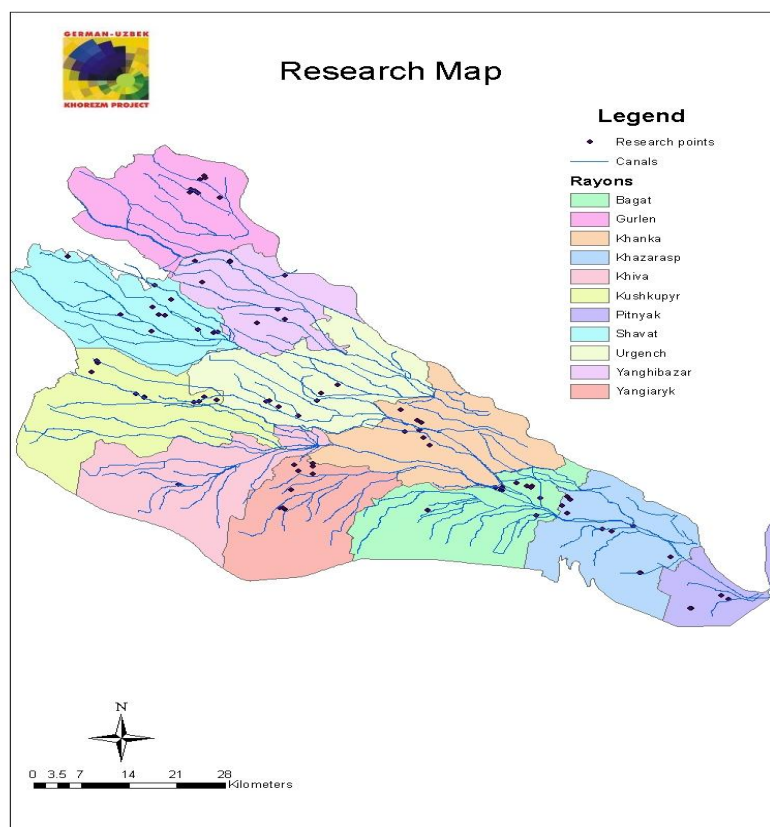 GERMAN-UZBEK
KHOREZM PROJECT
Research Map
Legend
Research points
Canals
Rayons
Bagat
Gurlen
Khanka
Khazarasp
Khiva
Kushkupyr
Pitnyak
Shavat
Urgench
Yanghibazar
Yangiaryk
N
0 3.5 7 14 21 28
Kilometers